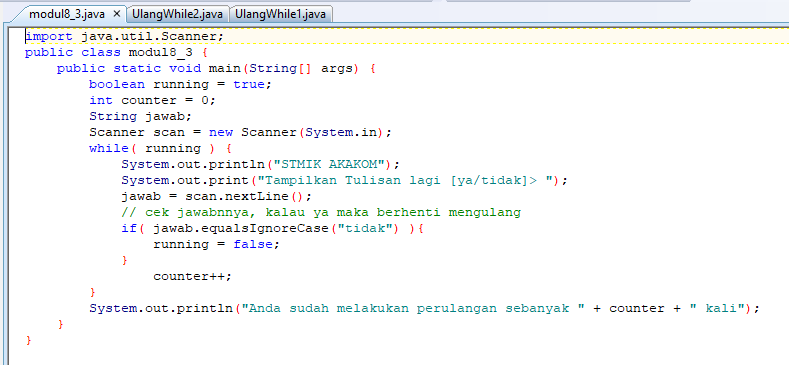 modul8_3.java × UlangWhile2.java UlangWhile1.java
import java.util.Scanner;
public class modul8_3 {
    public static void main(String[] args) {
        boolean running = true;
        int counter = 0;
        String jawab;
        Scanner scan = new Scanner(System.in);
        while( running ) {
            System.out.println("STMIK AKAKOM");
            System.out.print("Tampilkan Tulisan lagi [ya/tidak]> ");
            jawab = scan.nextLine();
            // cek jawabnnya, kalau ya maka berhenti mengulang
            if( jawab.equalsIgnoreCase("tidak") ){
                running = false;
            }
                counter++;
        }
        System.out.println("Anda sudah melakukan perulangan sebanyak " + counter + " kali");
    }
}